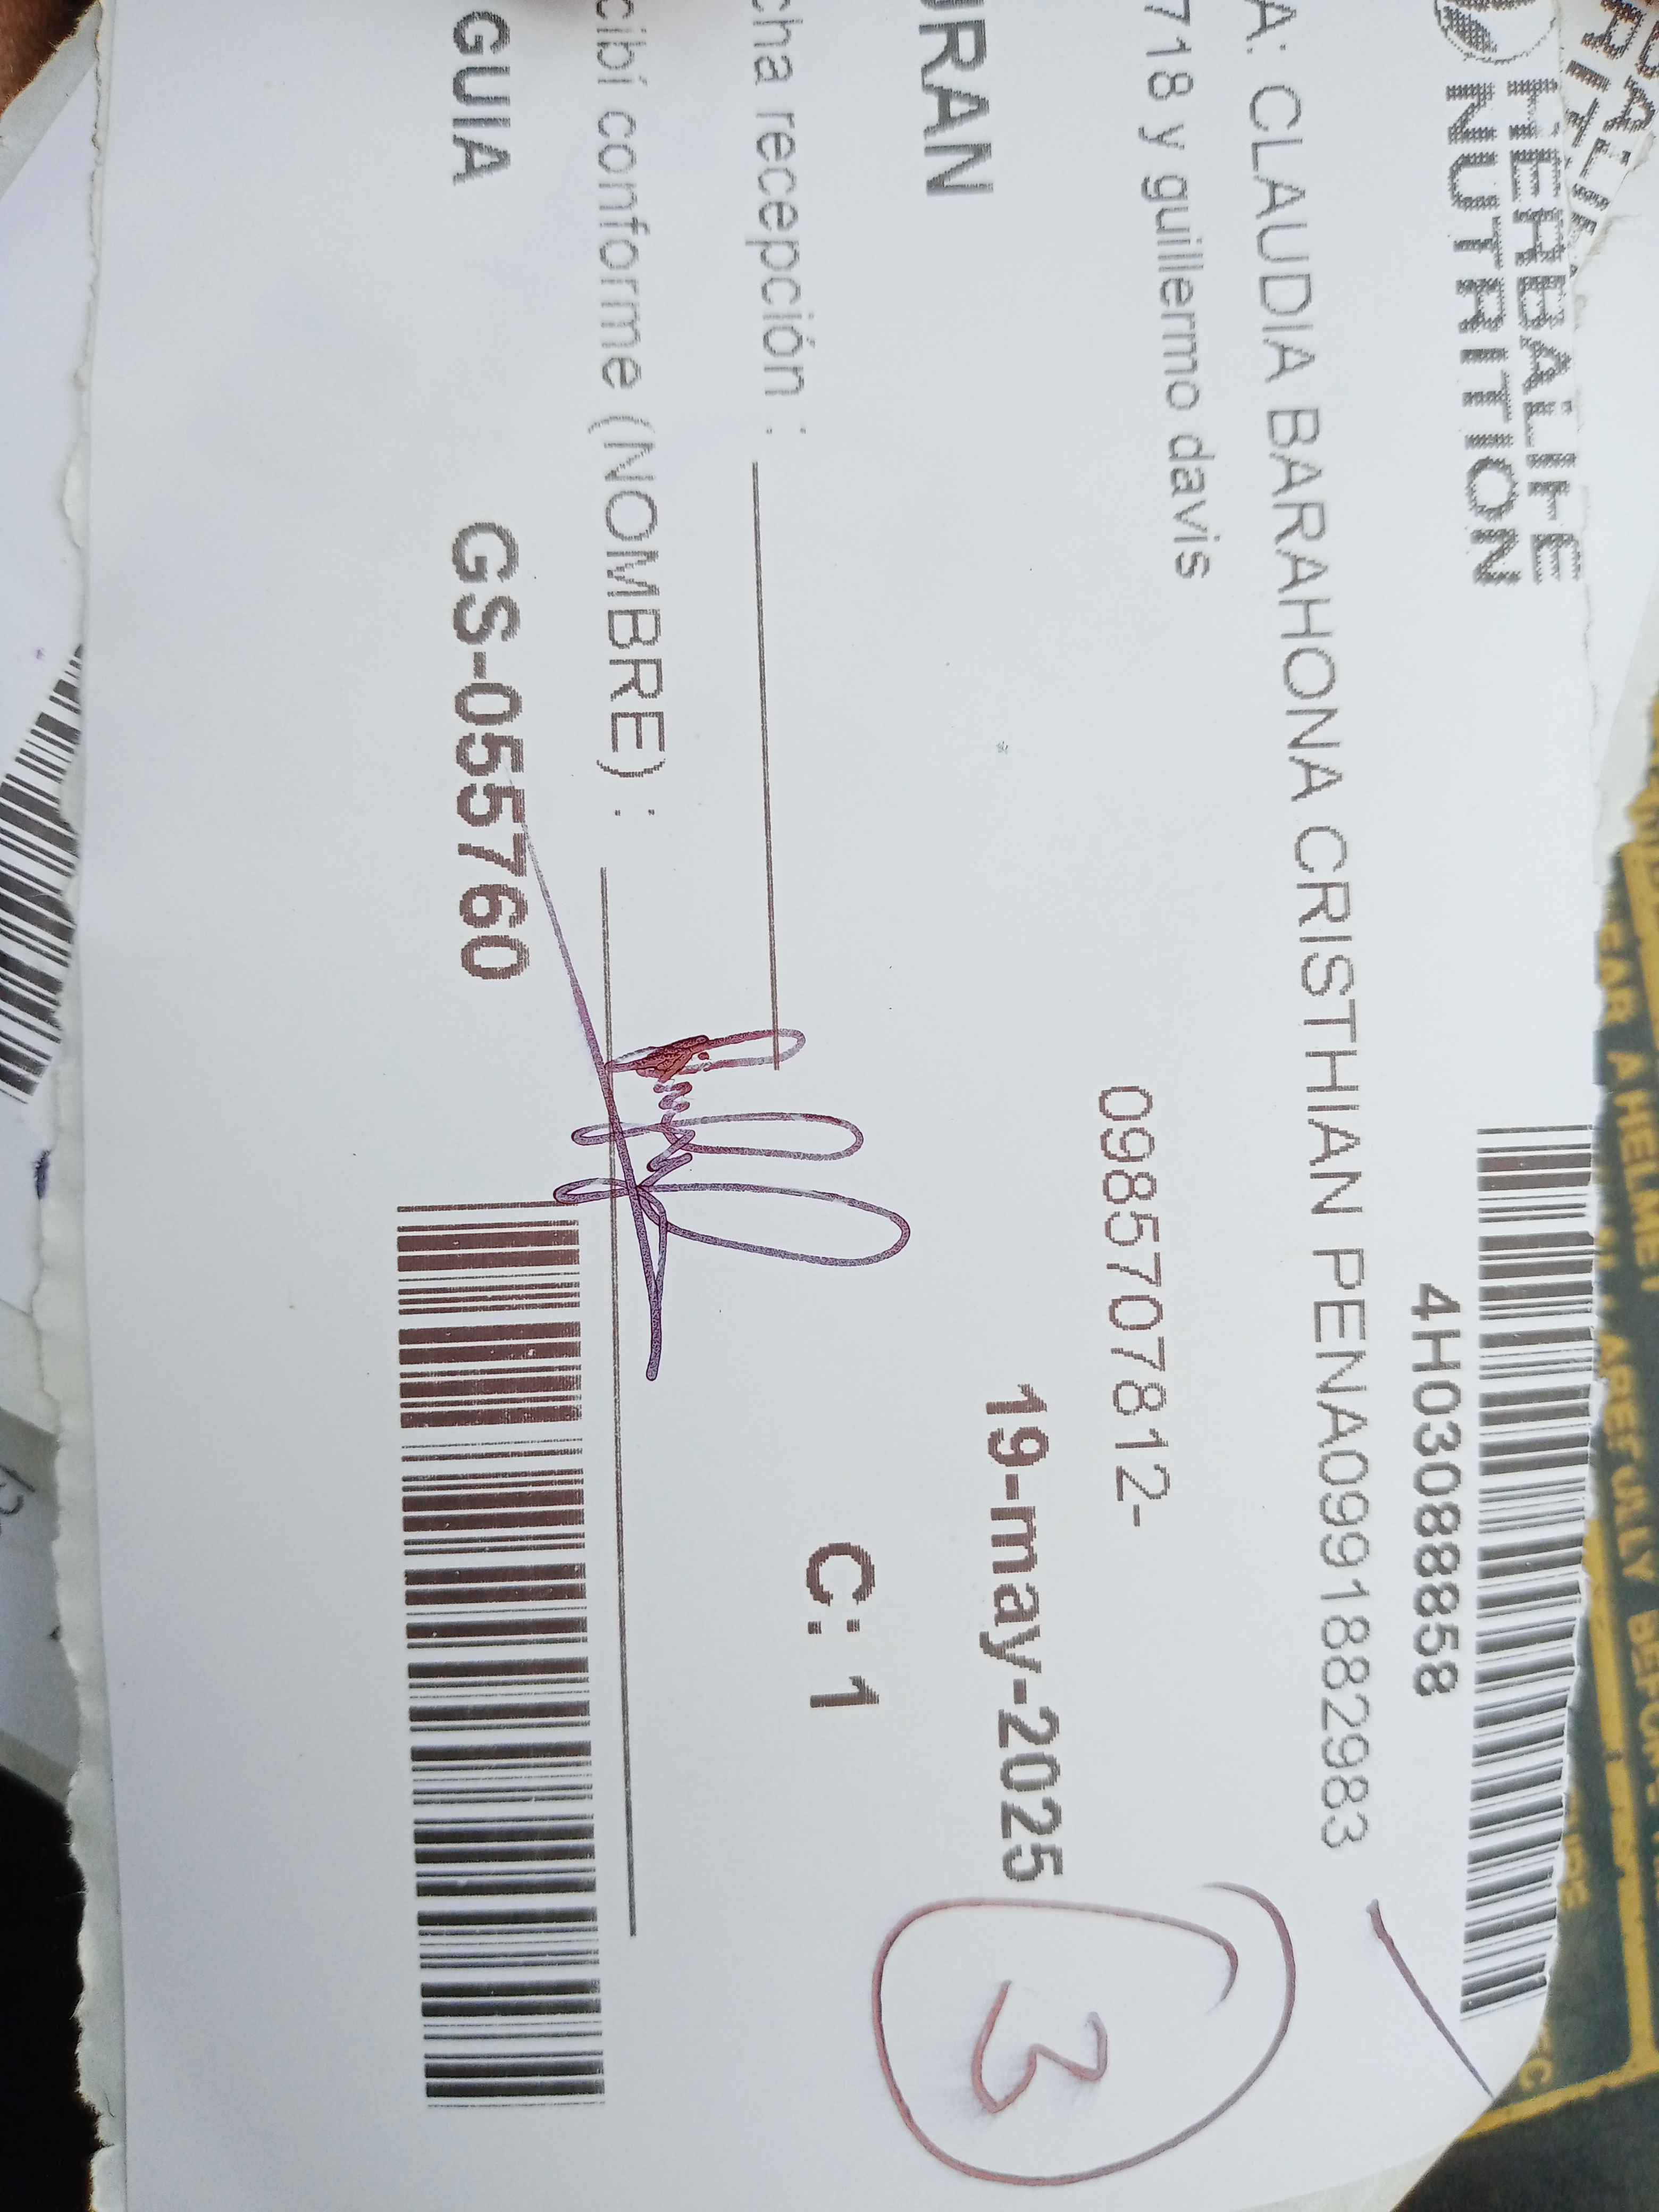 HERBALIFE
NUTRITION
4H03088858
A: CLAUDIA BARAHONA CRISTHIAN PENA0991882983
718 y guillermo davis
0985707812-
URAN
19-may-2025
3
cha recepción :
C: 1
cibí conforme (NOMBRE) :
GUIA
GS-055760